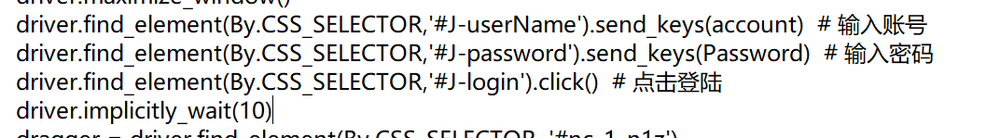 driver.maximize_window()
driver.find_element(By.CSS_SELECTOR,'#J-userName').send_keys(account)  # 输入账号
driver.find_element(By.CSS_SELECTOR,'#J-password').send_keys(Password)  # 输入密码
driver.find_element(By.CSS_SELECTOR,'#J-login').click()  # 点击登陆
driver.implicitly_wait(10)
dragger = driver.find_element(By.CSS_SELECTOR, '#nc_1_n1z')